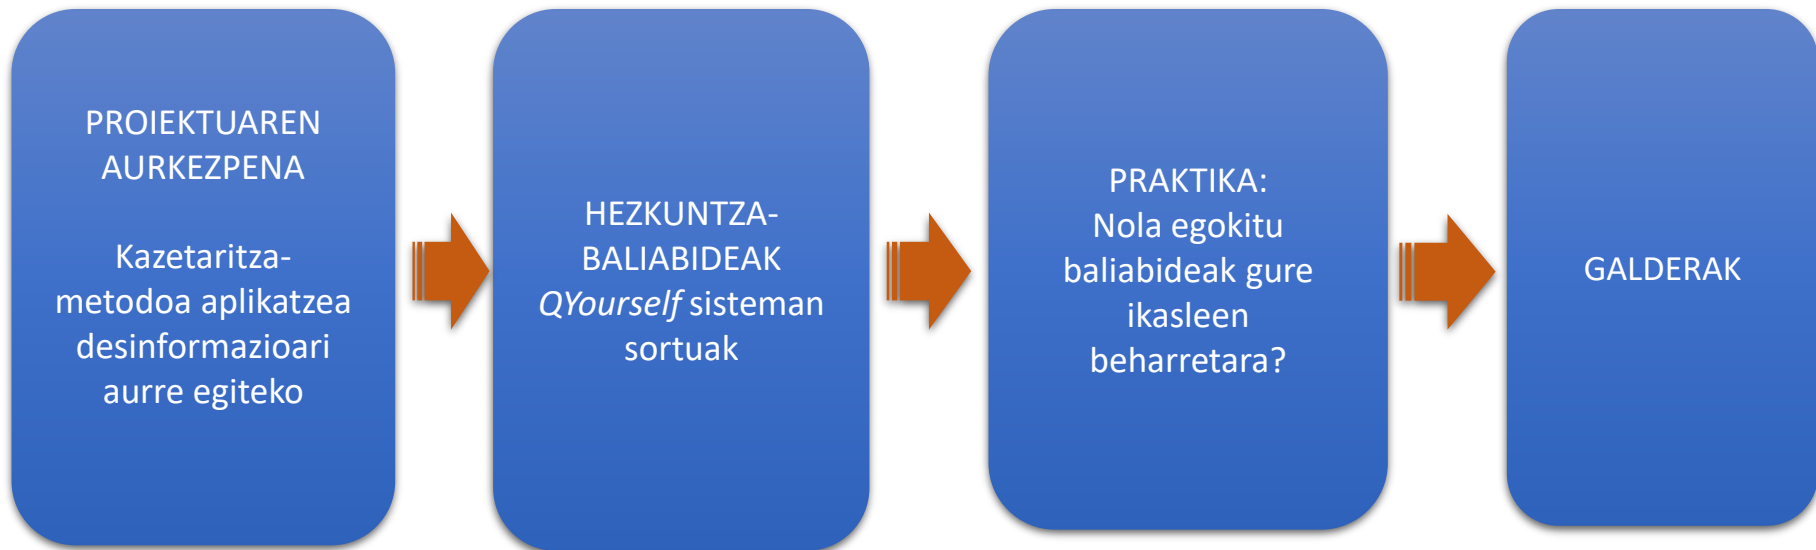 PROIEKTUAREN
AURKEZPENA
Kazetaritza-
metodoa aplikatzea
desinformazioari
aurre egiteko
HEZKUNTZA-
BALIABIDEAK
QYourself sisteman
sortuak
PRAKTIKA:
Nola egokitu
baliabideak gure
ikasleen
beharretara?
GALDERAK